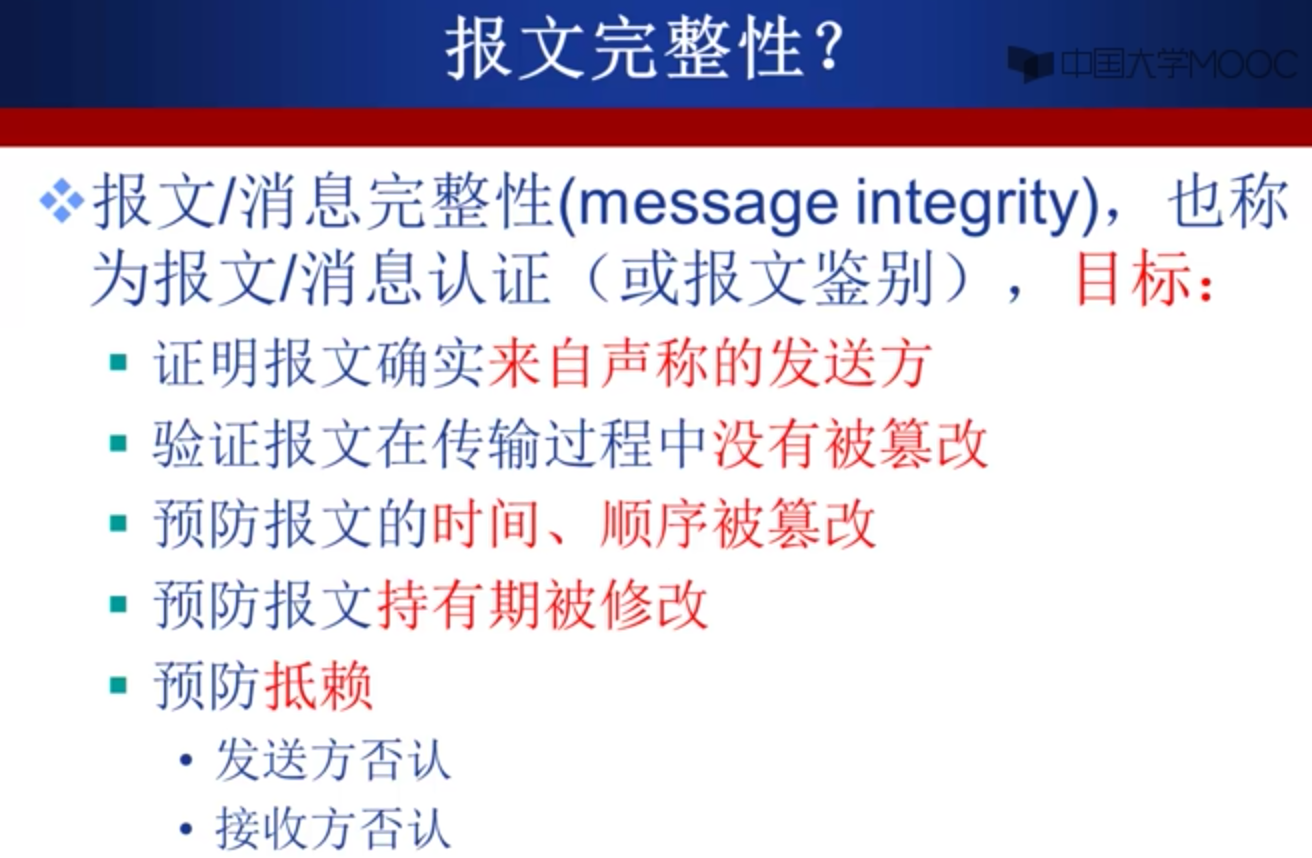 报文完整性？
中国大学MOOC
报文/消息完整性(message integrity)，也称
为报文/消息认证（或报文鉴别），目标：
证明报文确实来自声称的发送方
验证报文在传输过程中没有被篡改
预防报文的时间、顺序被篡改
预防报文持有期被修改
预防抵赖
发送方否认
接收方否认